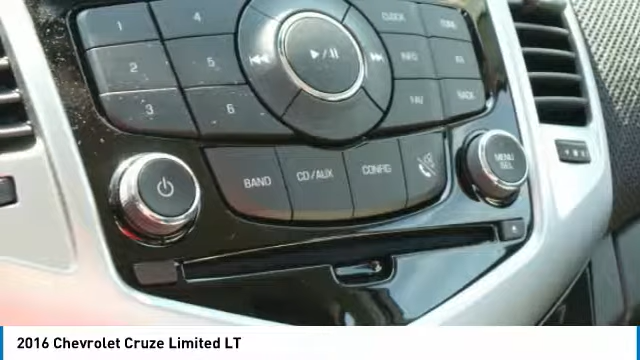 1 4 CLOCK TONE
2 5 INFO
3 6 FAV BACK
BAND CD/AUX CONFIG
MENU
SEL
2016 Chevrolet Cruze Limited LT